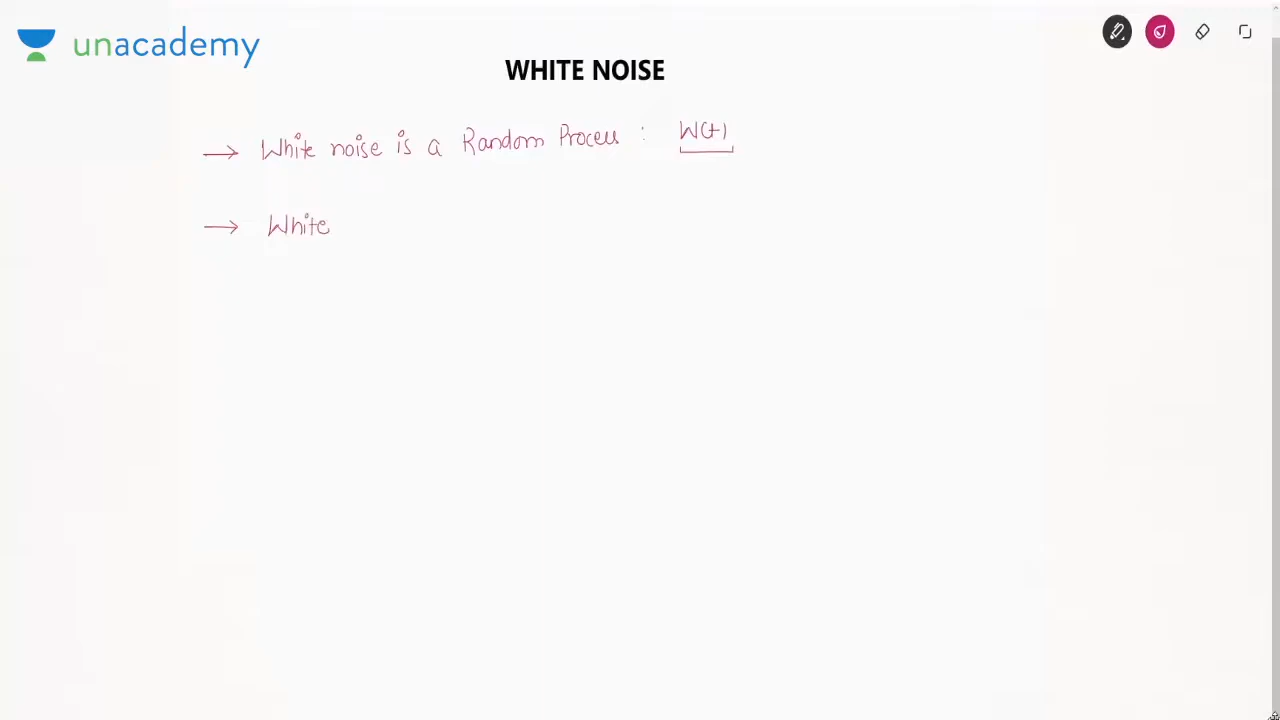 unacademy
WHITE NOISE
→ White noise is a Random Process : W(t)
→ White